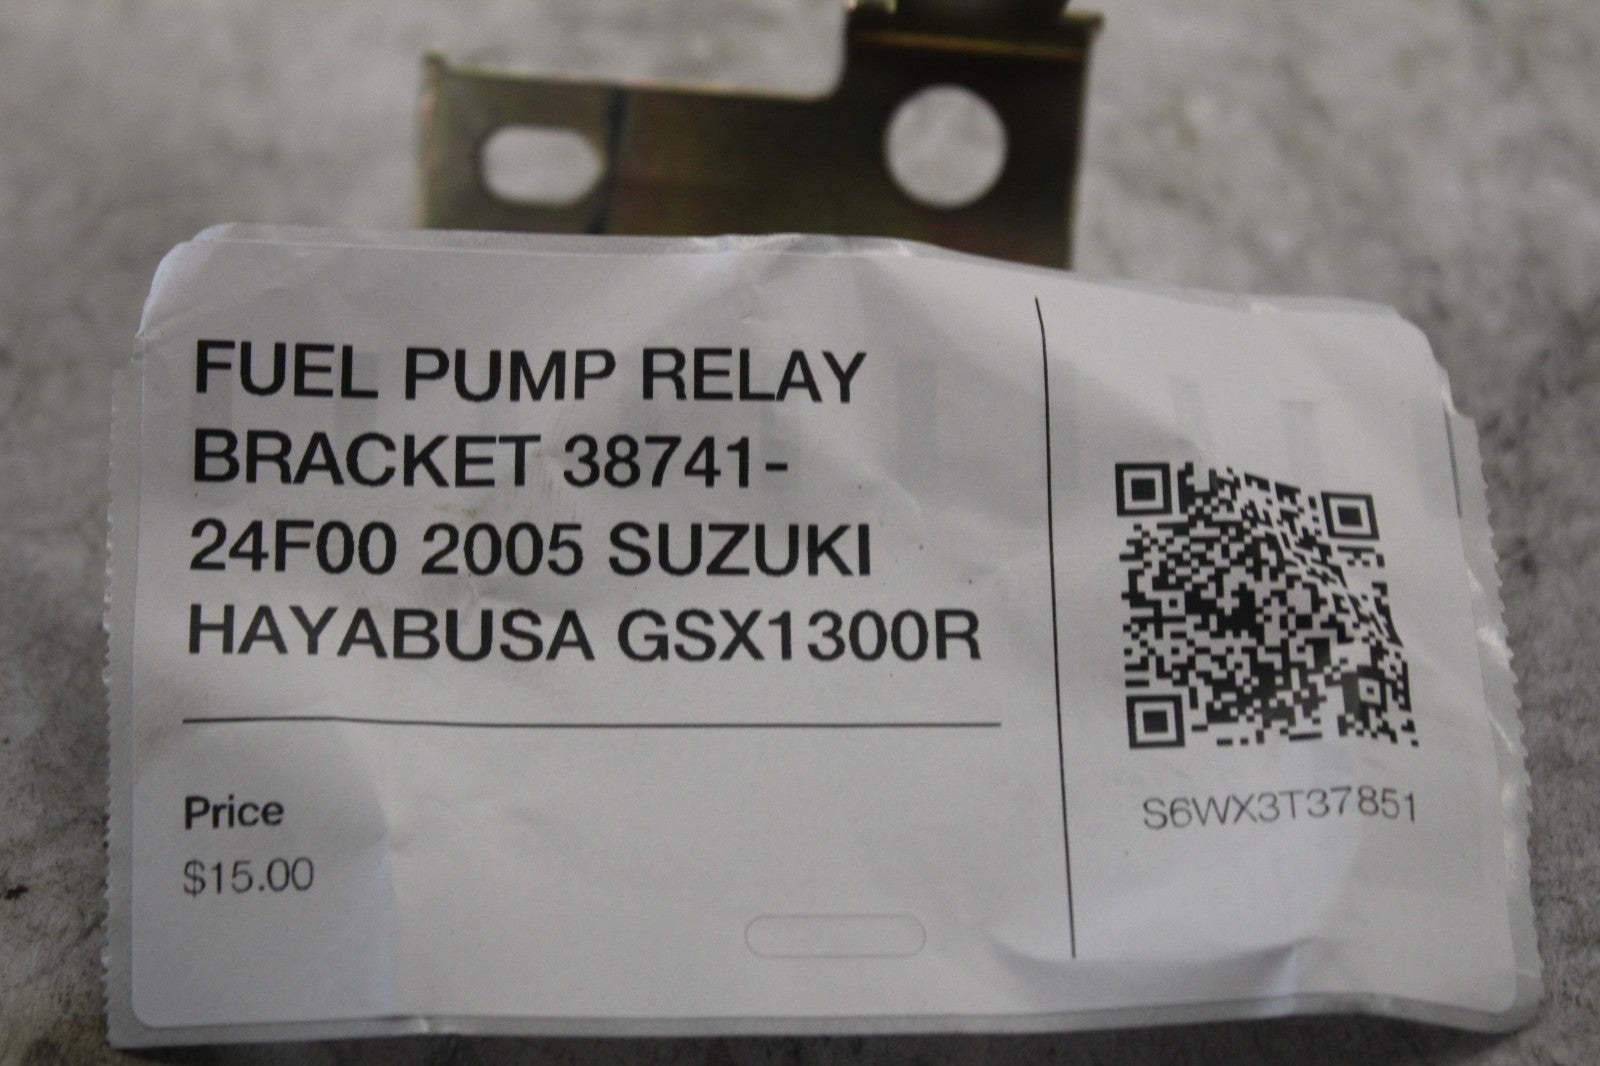 FUEL PUMP RELAY
BRACKET 38741-
24F00 2005 SUZUKI
HAYABUSA GSX1300R
Price
$15.00
S6WX3T37851